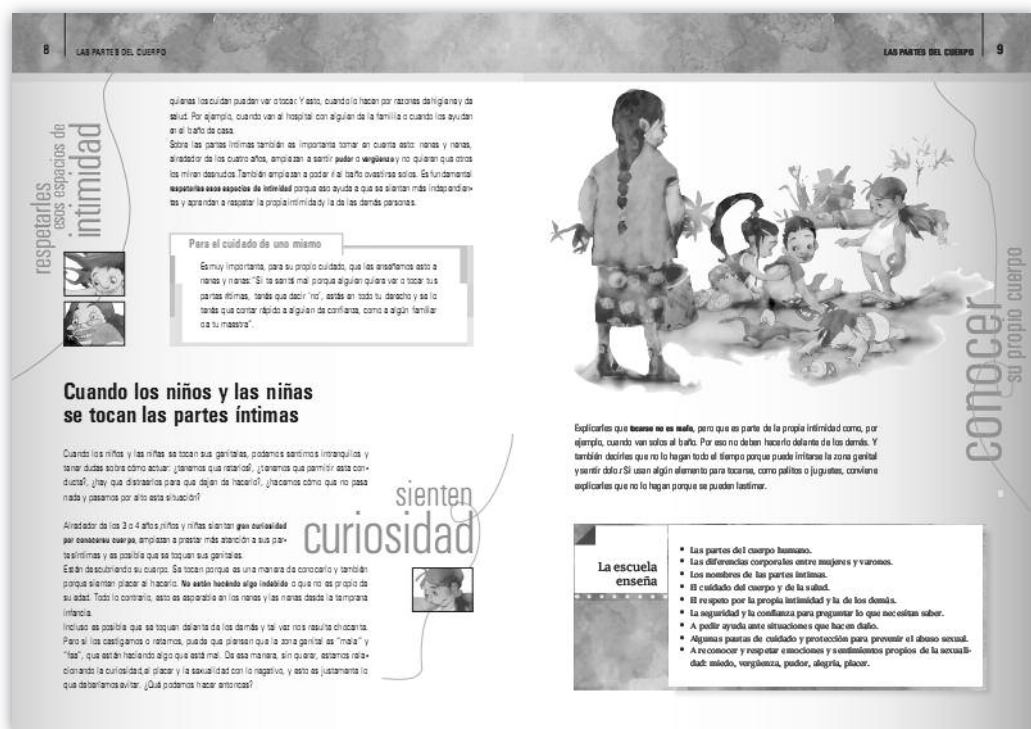 8
LAS PARTES DEL CUERPO
respetarles
esos espacios de
intimidad
quienes los cuidan pueden ver o tocar. Y esto, cuando lo hacen por razones de higiene y de
salud. Por ejemplo, cuando van al hospital con alguien de la familia o cuando los ayudan
en el baño de casa.
Sobre las partes íntimas también es importante tomar en cuenta esto: nenes y nenas,
alrededor de los cuatro años, empiezan a sentir pudor o vergüenza y no quieren que otros
los miren desnudos. También empiezan a poder ir al baño o vestirse solos. Es fundamental
respetarles esos espacios de intimidad porque eso ayuda a que se sientan más independien-
tes y aprendan a respetar la propia intimidad y la de las demás personas.
Para el cuidado de uno mismo
Es muy importante, para su propio cuidado, que les enseñemos esto a
nenes y nenas: "Si te sentís mal porque alguien quiere ver o tocar tus
partes íntimas, tenés que decir 'no', estás en todo tu derecho y se lo
tenés que contar rápido a alguien de confianza, como a algún familiar
o a tu maestra".
Cuando los niños y las niñas
se tocan las partes íntimas
Cuando los niños y las niñas se tocan sus genitales, podemos sentirnos intranquilos y
tener dudas sobre cómo actuar: ¿tenemos que retarlos?, ¿tenemos que permitir esta con-
ducta?, ¿hay que distraerlos para que dejen de hacerlo?, ¿hacemos cómo que no pasa
nada y pasamos por alto esta situación?
Alrededor de los 3 o 4 años, niños y niñas sienten gran curiosidad
por conocer su cuerpo, empiezan a prestar más atención a sus par-
tes íntimas y es posible que se toquen sus genitales.
Están descubriendo su cuerpo. Se tocan porque es una manera de conocerlo y también
porque sienten placer al hacerlo. No están haciendo algo indebido o que no es propio de
su edad. Todo lo contrario, esto es esperable en los nenes y las nenas desde la temprana
infancia.
Incluso es posible que se toquen delante de los demás y tal vez nos resulte chocante.
Pero si los castigamos o retamos, puede que piensen que la zona genital es "mala" y
"fea", que están haciendo algo que está mal. De esa manera, sin querer, estamos rela-
cionando la curiosidad, el placer y la sexualidad con lo negativo, y esto es justamente lo
que deberíamos evitar. ¿Qué podemos hacer entonces?
sienten
curiosidad
LAS PARTES DEL CUERPO
9
conocer
su propio cuerpo
Explicarles que tocarse no es malo, pero que es parte de la propia intimidad como, por
ejemplo, cuando van solos al baño. Por eso no deben hacerlo delante de los demás. Y
también decirles que no lo hagan todo el tiempo porque puede irritarse la zona genital
y sentir dolor. Si usan algún elemento para tocarse, como palitos o juguetes, conviene
explicarles que no lo hagan porque se pueden lastimar.
La escuela
enseña
• Las partes del cuerpo humano.
• Las diferencias corporales entre mujeres y varones.
• Los nombres de las partes íntimas.
• El cuidado del cuerpo y de la salud.
• El respeto por la propia intimidad y la de los demás.
• La seguridad y la confianza para preguntar lo que necesitan saber.
• A pedir ayuda ante situaciones que hacen daño.
• Algunas pautas de cuidado y protección para prevenir el abuso sexual.
• A reconocer y respetar emociones y sentimientos propios de la sexuali-
dad: miedo, vergüenza, pudor, alegría, placer.